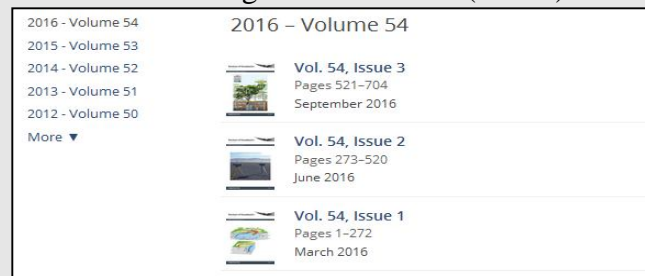 2016 - Volume 54
2015 - Volume 53
2014 - Volume 52
2013 - Volume 51
2012 - Volume 50
More ▼
2016 – Volume 54
Vol. 54, Issue 3
Pages 521–704
September 2016
Vol. 54, Issue 2
Pages 273–520
June 2016
Vol. 54, Issue 1
Pages 1–272
March 2016